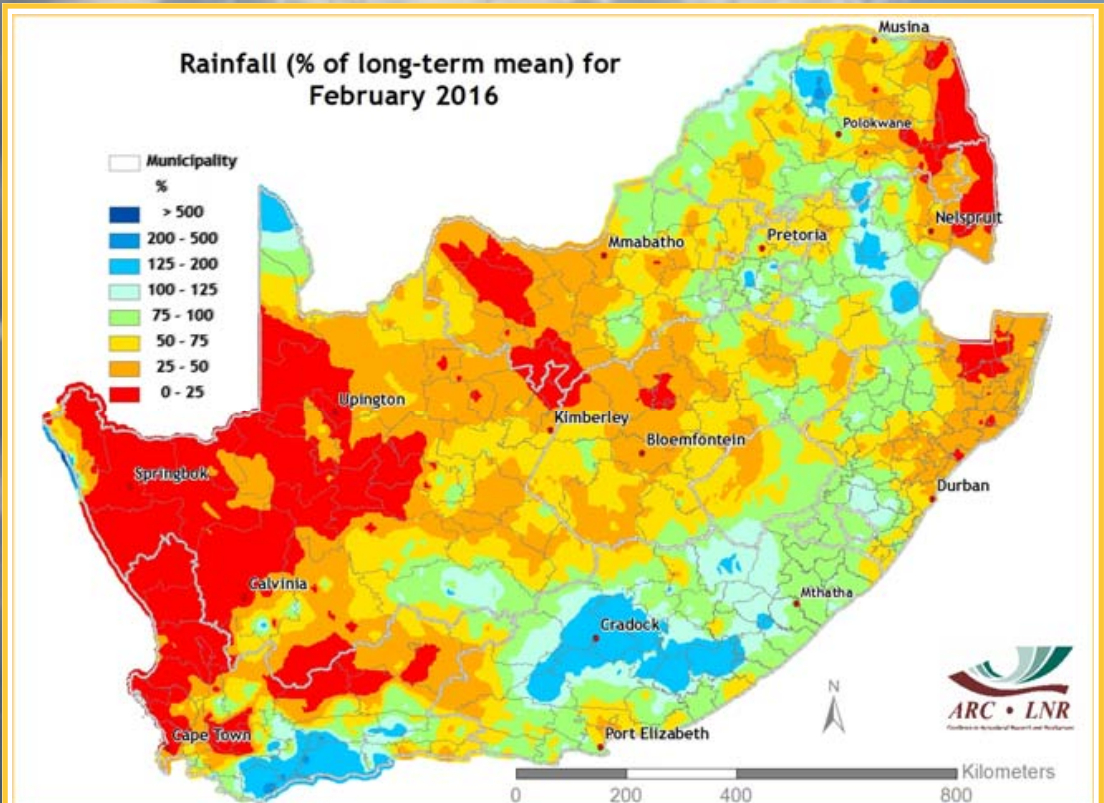 Rainfall (% of long-term mean) for
February 2016
Municipality
%
> 500
200 - 500
125 - 200
100 - 125
75 - 100
50 - 75
25 - 50
0 - 25
Musina
Polokwane
Nelspruit
Pretoria
Mmabatho
Upington
Kimberley
Bloemfontein
Springbok
Durban
Calvinia
Mthatha
Cradock
Cape Town
Port Elizabeth
N
ARC • LNR
Kilometers
0 200 400 800